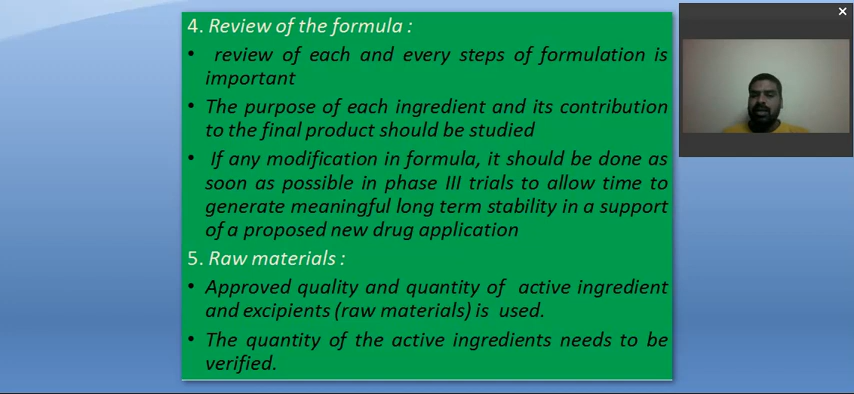 4. Review of the formula :
• review of each and every steps of formulation is
important
• The purpose of each ingredient and its contribution
to the final product should be studied
• If any modification in formula, it should be done as
soon as possible in phase III trials to allow time to
generate meaningful long term stability in a support
of a proposed new drug application
5. Raw materials :
• Approved quality and quantity of active ingredient
and excipients (raw materials) is used.
• The quantity of the active ingredients needs to be
verified.